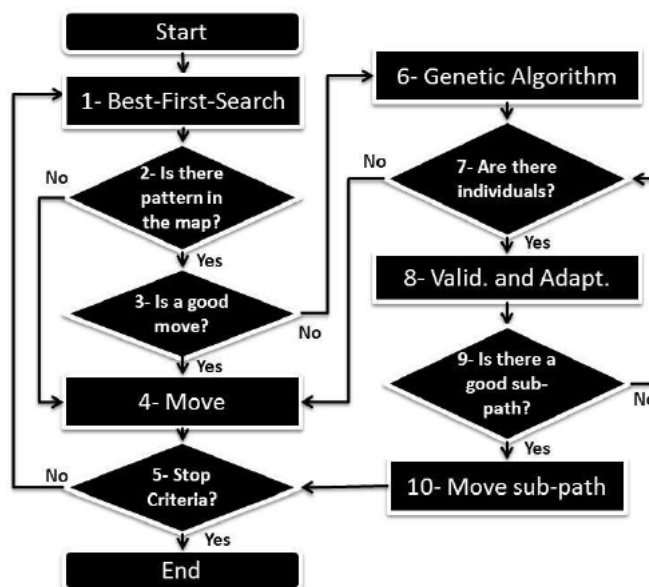 Start
1- Best-First-Search
No
2- Is there
pattern in
the map?
Yes
3- Is a good
move?
No
Yes
4- Move
No
5- Stop
Criteria?
Yes
End
6- Genetic Algorithm
No
7- Are there
individuals?
Yes
8- Valid. and Adapt.
9- Is there a
good sub-
path?
No
Yes
10- Move sub-path